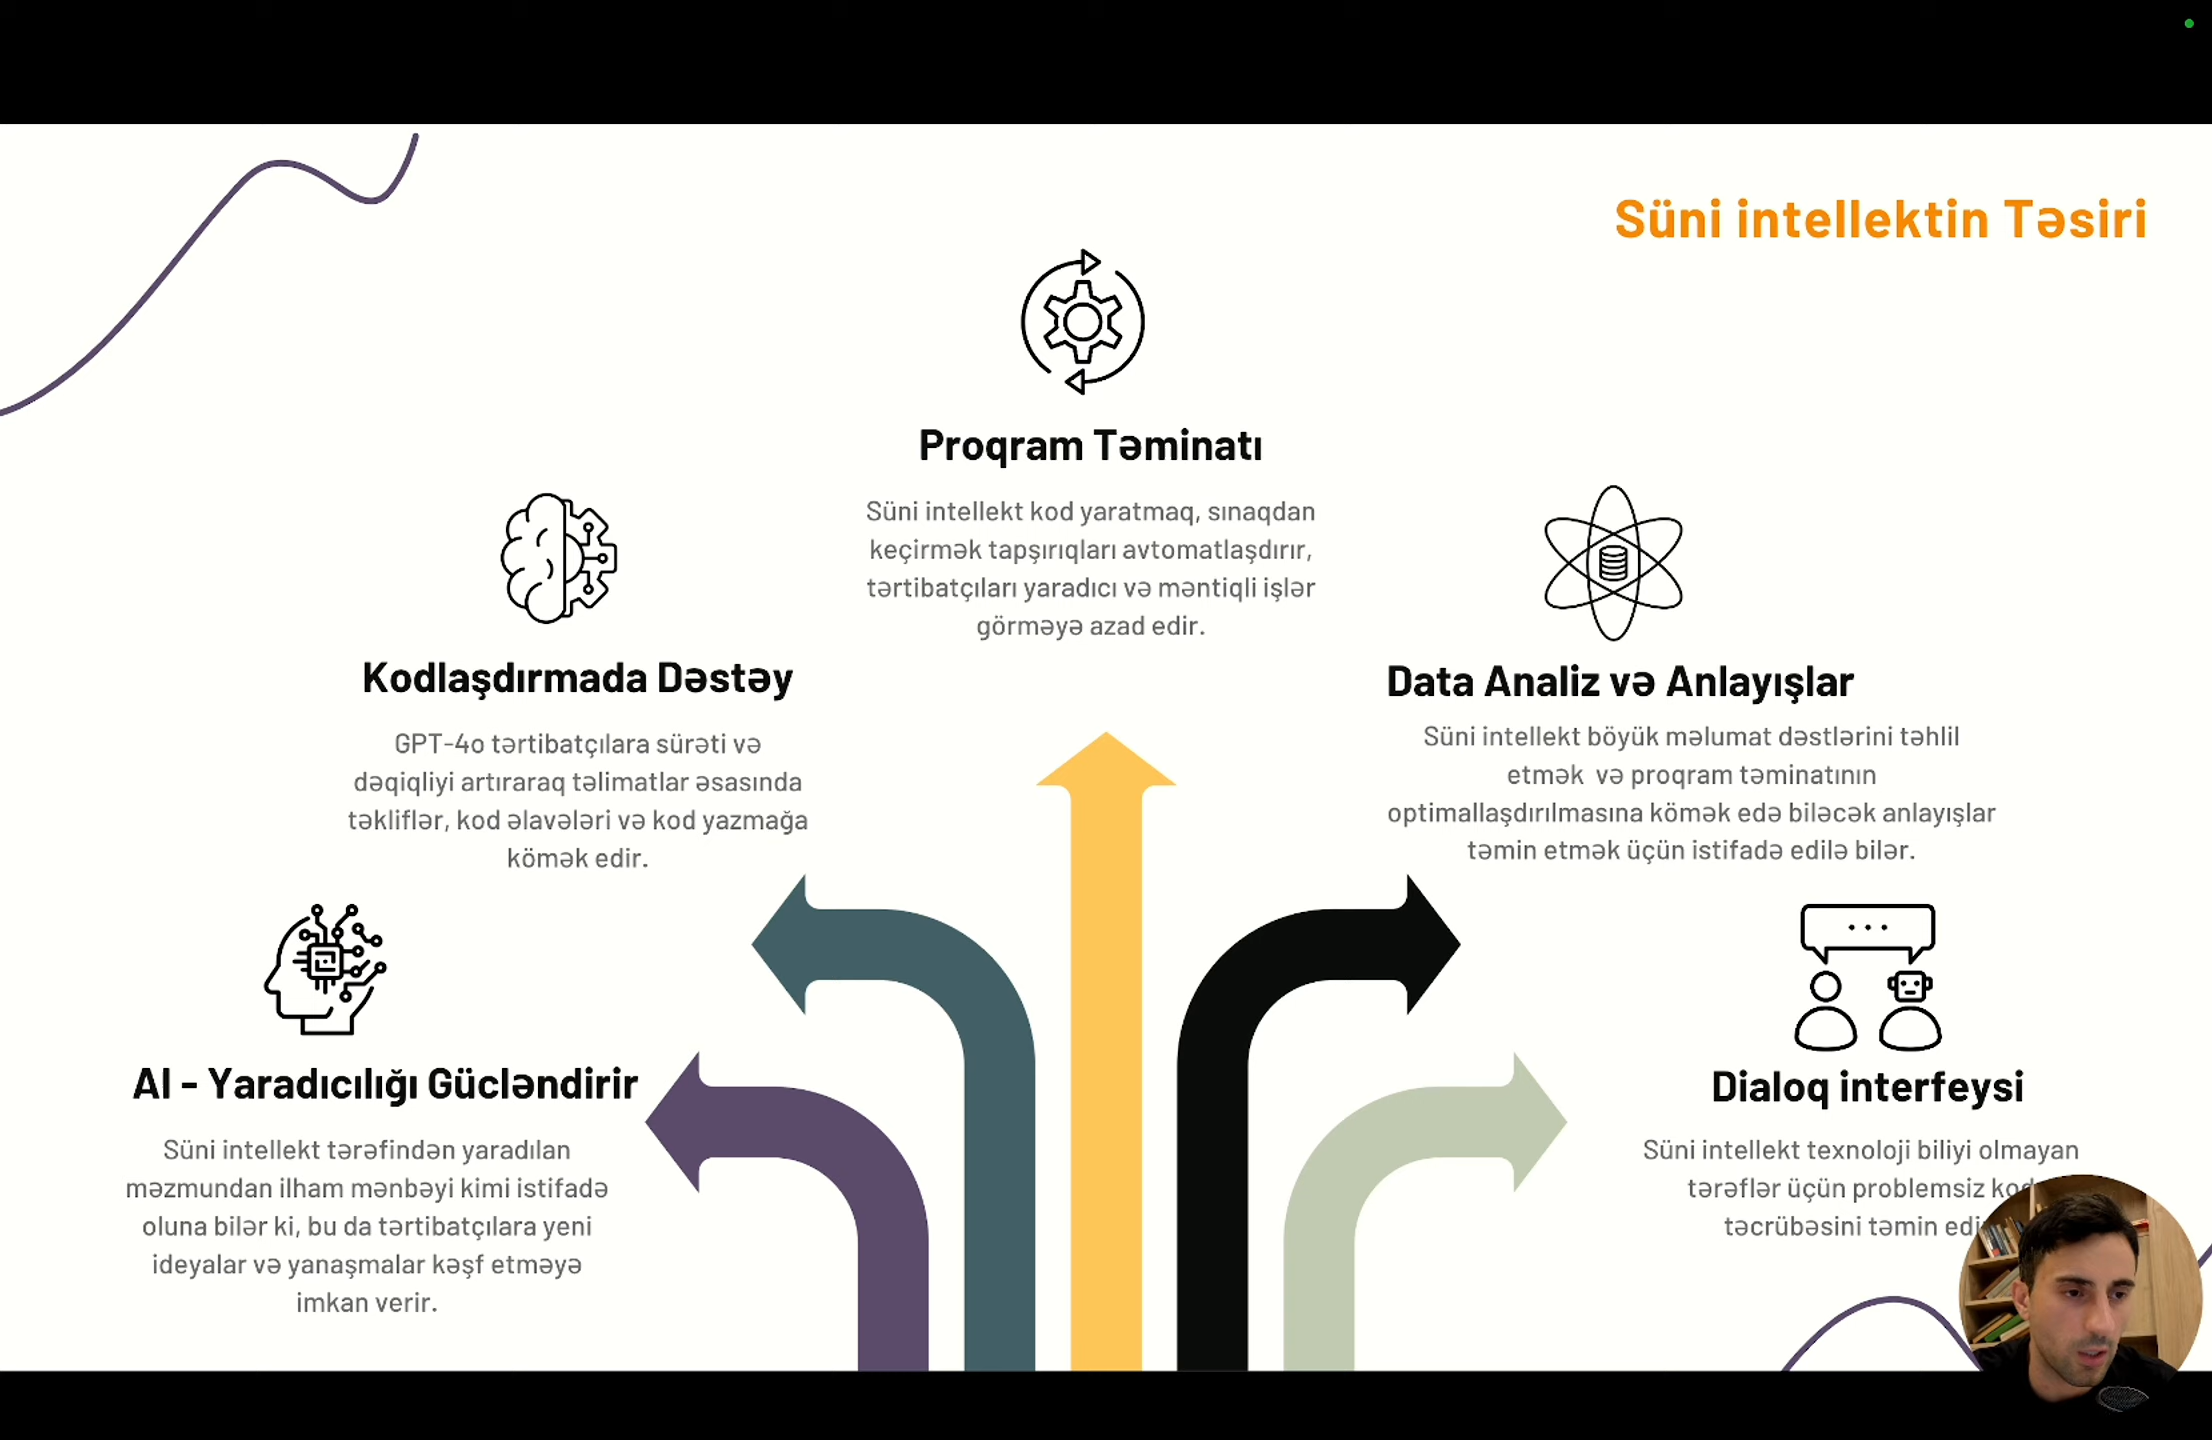 Süni intellektin Təsiri
Proqram Təminatı
Süni intellekt kod yaratmaq, sınaqdan
keçirmək tapşırıqları avtomatlaşdırır,
tərtibatçıları yaradıcı və məntiqli işlər
görməyə azad edir.
Kodlaşdırmada Dəstəy
GPT-4o tərtibatçılara sürəti və
dəqiqliyi artıraraq təlimatlar əsasında
təkliflər, kod əlavələri və kod yazmağa
kömək edir.
Data Analiz və Anlayışlar
Süni intellekt böyük məlumat dəstlərini təhlil
etmək və proqram təminatının
optimallaşdırılmasına kömək edə biləcək anlayışlar
təmin etmək üçün istifadə edilə bilər.
AI - Yaradıcılığı Gücləndirir
Süni intellekt tərəfindən yaradılan
məzmundan ilham mənbəyi kimi istifadə
oluna bilər ki, bu da tərtibatçılara yeni
ideyalar və yanaşmalar kəşf etməyə
imkan verir.
Dialoq interfeysi
Süni intellekt texnoloji biliyi olmayan
tərəflər üçün problemsiz
təcrübəsini təmin